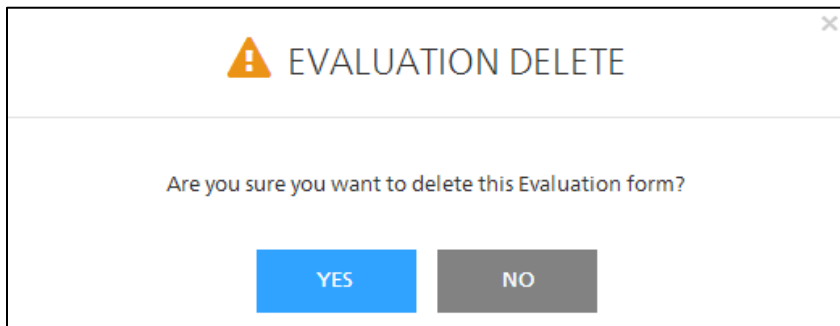 EVALUATION DELETE
Are you sure you want to delete this Evaluation form?
YES
NO